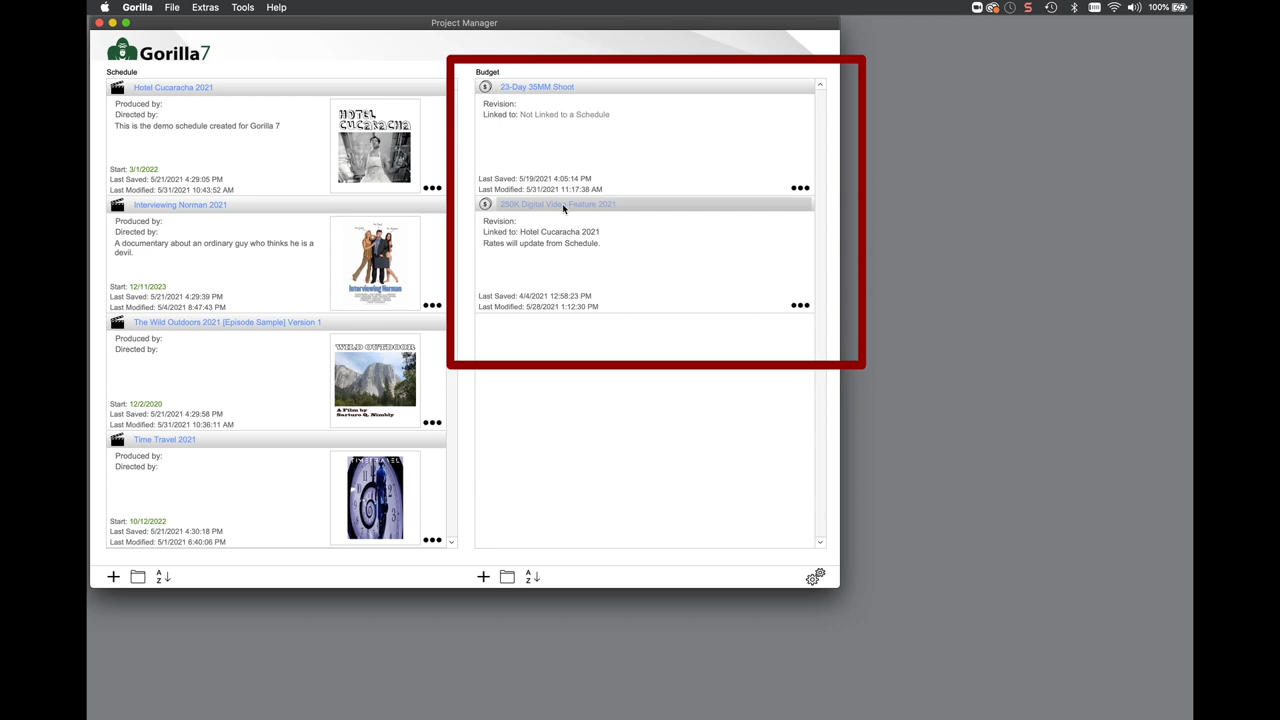 Gorilla File Extras Tools Help
100%
Project Manager
Gorilla7
Schedule
Hotel Cucaracha 2021
Produced by:
Directed by:
This is the demo schedule created for Gorilla 7
HOTEL
CUCARACHA
Start: 3/1/2022
Last Saved: 5/21/2021 4:29:05 PM
Last Modified: 5/31/2021 10:43:52 AM
Interviewing Norman 2021
A documentary about an ordinary guy who thinks he is a
devil.
Interviewing Norman
Start: 12/11/2023
Last Saved: 5/21/2021 4:29:39 PM
Last Modified: 5/4/2021 8:47:43 PM
The Wild Outdoors 2021 [Episode Sample] Version 1
Produced by:
Directed by:
WILD OUTDOOR
A Film by
Sarturo Q. Nimbly
Start: 12/2/2020
Last Saved: 5/21/2021 4:29:58 PM
Last Modified: 5/31/2021 10:36:11 AM
Time Travel 2021
Produced by:
Directed by:
TIME TRAVEL
Start: 10/12/2022
Last Saved: 5/21/2021 4:30:18 PM
Last Modified: 5/1/2021 6:40:06 PM
Budget
$ 23-Day 35MM Shoot
Revision:
Linked to: Not Linked to a Schedule
Last Saved: 5/19/2021 4:05:14 PM
Last Modified: 5/31/2021 11:17:38 AM
$ 250K Digital Video Feature 2021
Revision:
Linked to: Hotel Cucaracha 2021
Rates will update from Schedule.
Last Saved: 4/4/2021 12:58:23 PM
Last Modified: 5/28/2021 1:12:30 PM
A
Z
A
Z